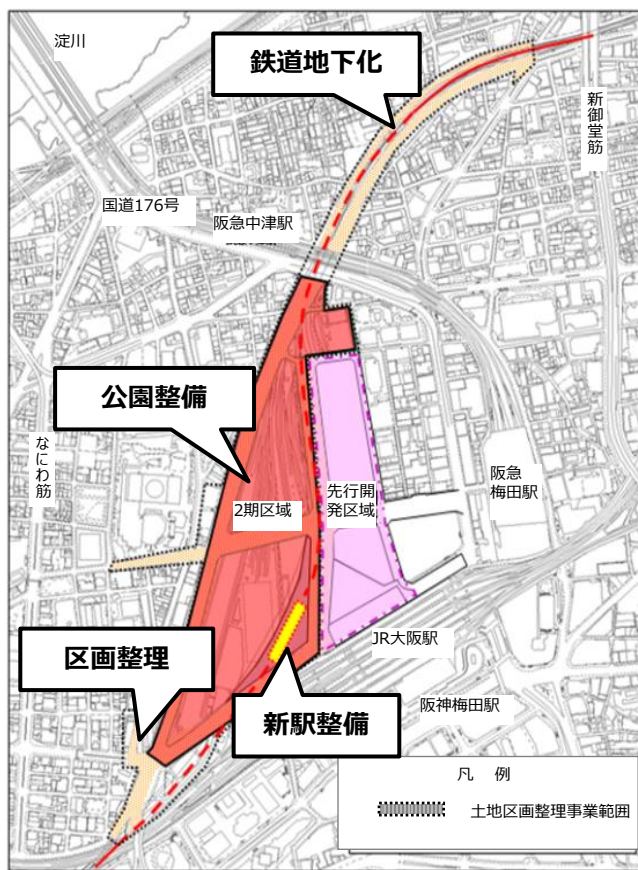 淀川
鉄道地下化
新御堂筋
国道176号
阪急中津駅
公園整備
なにわ筋
2期区域
先行開
発区域
阪急
梅田駅
JR大阪駅
区画整理
新駅整備
阪神梅田駅
凡 例
土地区画整理事業範囲